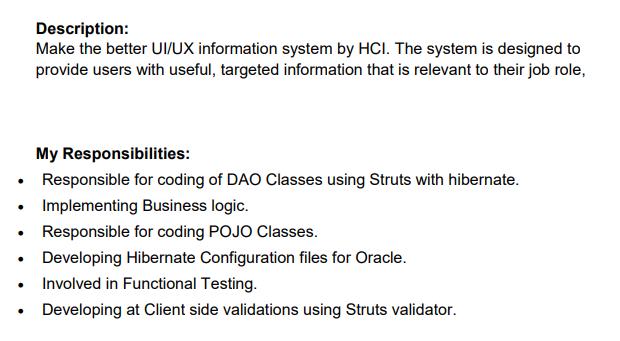 Description:
Make the better UI/UX information system by HCI. The system is designed to
provide users with useful, targeted information that is relevant to their job role,
My Responsibilities:
• Responsible for coding of DAO Classes using Struts with hibernate.
• Implementing Business logic.
• Responsible for coding POJO Classes.
• Developing Hibernate Configuration files for Oracle.
• Involved in Functional Testing.
• Developing at Client side validations using Struts validator.